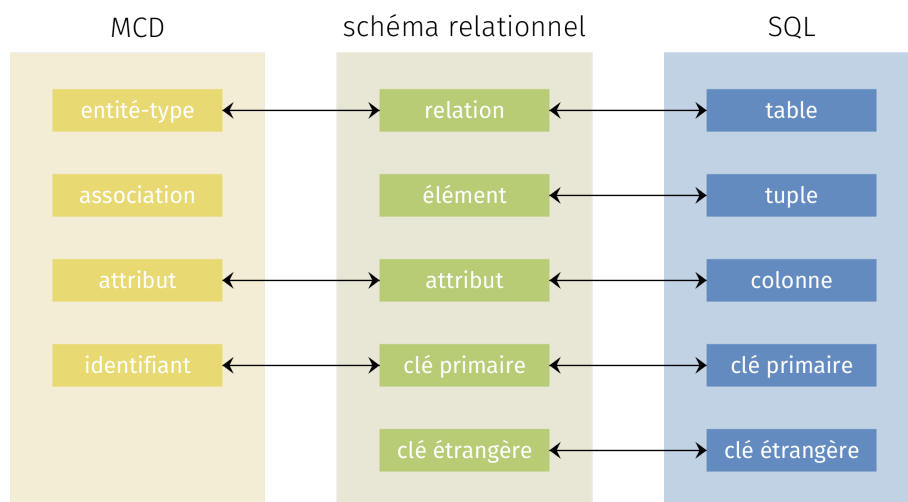 MCD
schéma relationnel
SQL
entité-type
relation
table
association
élément
tuple
attribut
attribut
colonne
identifiant
clé primaire
clé primaire
clé étrangère
clé étrangère